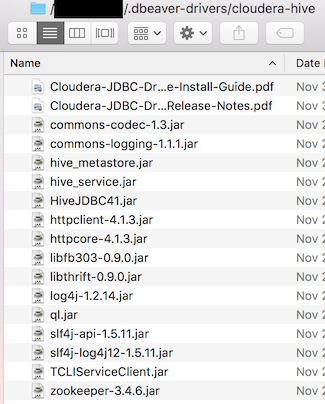 /.dbeaver-drivers/cloudera-hive
Name
Date
Cloudera-JDBC-Dr...e-Install-Guide.pdf
Nov 3
Cloudera-JDBC-Dr...Release-Notes.pdf
Nov 3
commons-codec-1.3.jar
Nov 2
commons-logging-1.1.1.jar
Nov 2
hive_metastore.jar
Nov 2
hive_service.jar
Nov 2
HiveJDBC41.jar
Nov 2
httpclient-4.1.3.jar
Nov 2
httpcore-4.1.3.jar
Nov 2
libfb303-0.9.0.jar
Nov 2
libthrift-0.9.0.jar
Nov 2
log4j-1.2.14.jar
Nov 2
ql.jar
Nov 2
slf4j-api-1.5.11.jar
Nov 2
slf4j-log4j12-1.5.11.jar
Nov 2
TCLIServiceClient.jar
Nov 2
zookeeper-3.4.6.jar
Nov 2